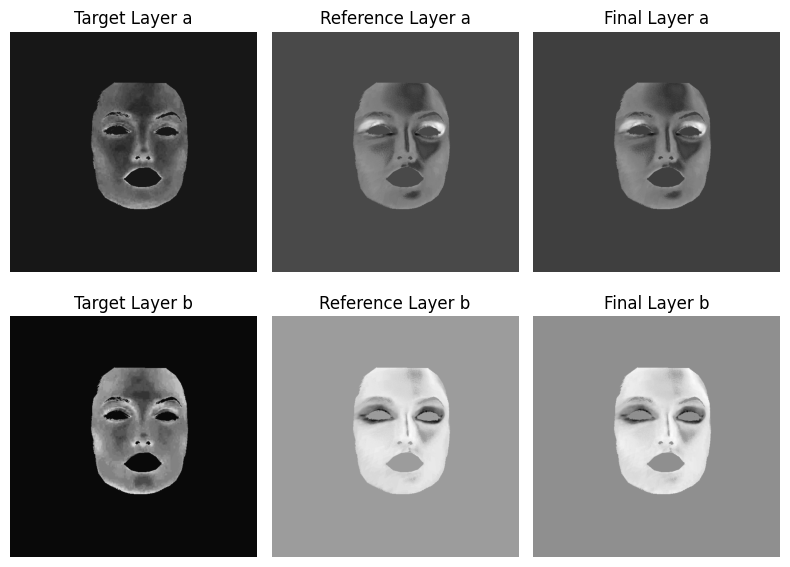 Target Layer a
Reference Layer a
Final Layer a
Target Layer b
Reference Layer b
Final Layer b